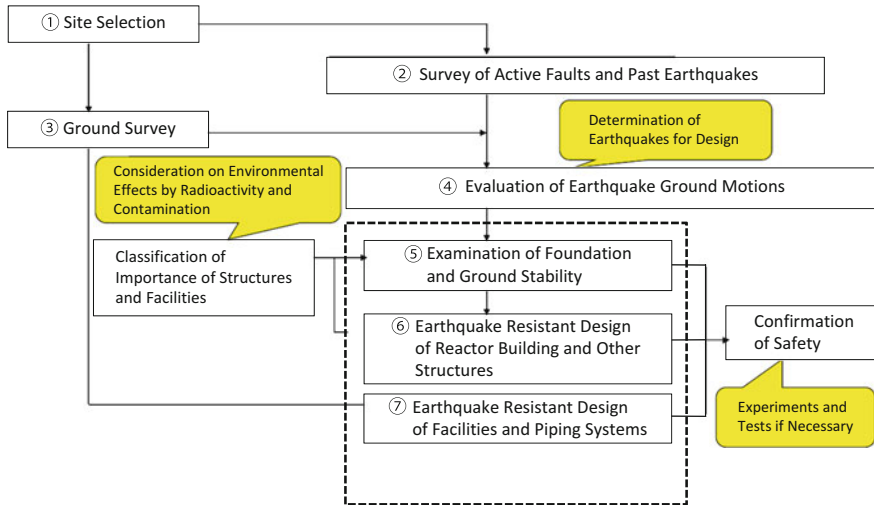 ① Site Selection
② Survey of Active Faults and Past Earthquakes
③ Ground Survey
Determination of
Earthquakes for Design
Consideration on Environmental
Effects by Radioactivity and
Contamination
④ Evaluation of Earthquake Ground Motions
Classification of
Importance of Structures
and Facilities
⑤ Examination of Foundation
and Ground Stability
⑥ Earthquake Resistant Design
of Reactor Building and Other
Structures
Confirmation
of Safety
⑦ Earthquake Resistant Design
of Facilities and Piping Systems
Experiments and
Tests if Necessary